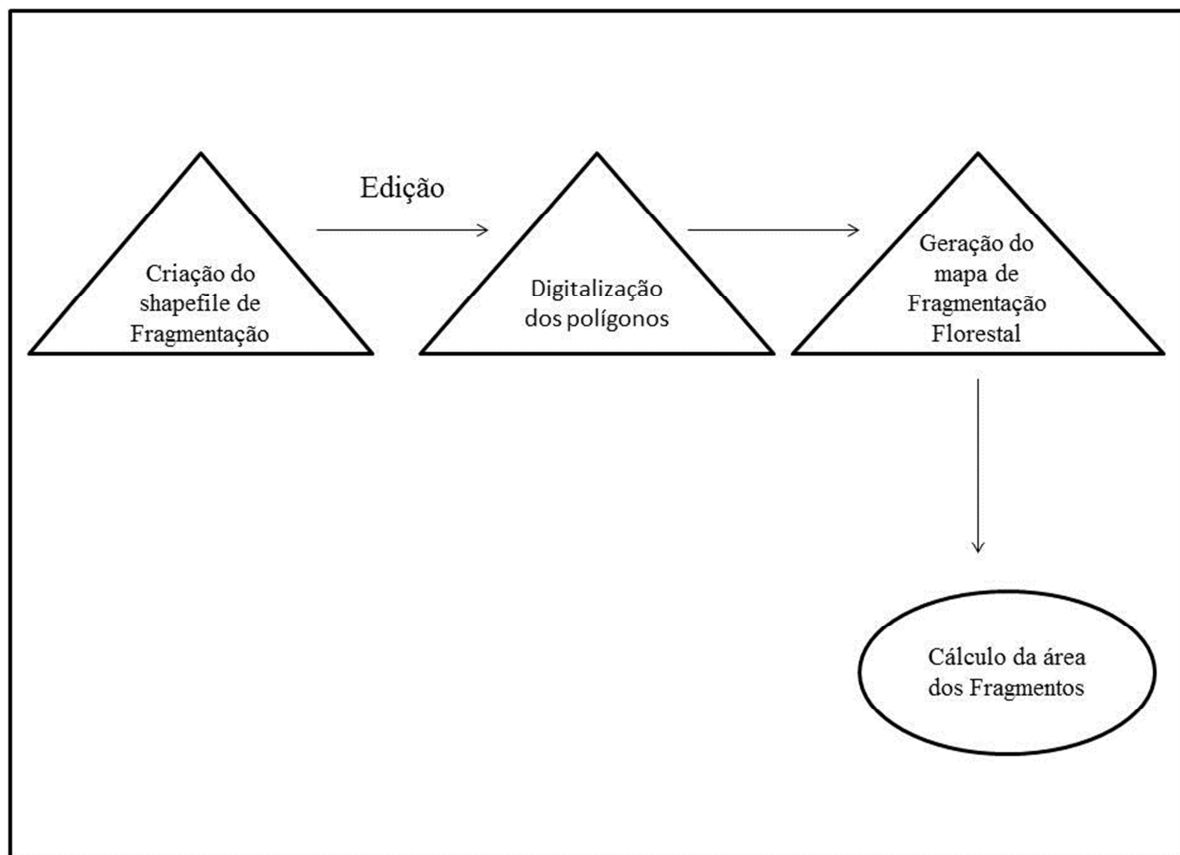 Criação do
shapefile de
Fragmentação
Edição
Digitalização
dos polígonos
Geração do
mapa de
Fragmentação
Florestal
Cálculo da área
dos Fragmentos